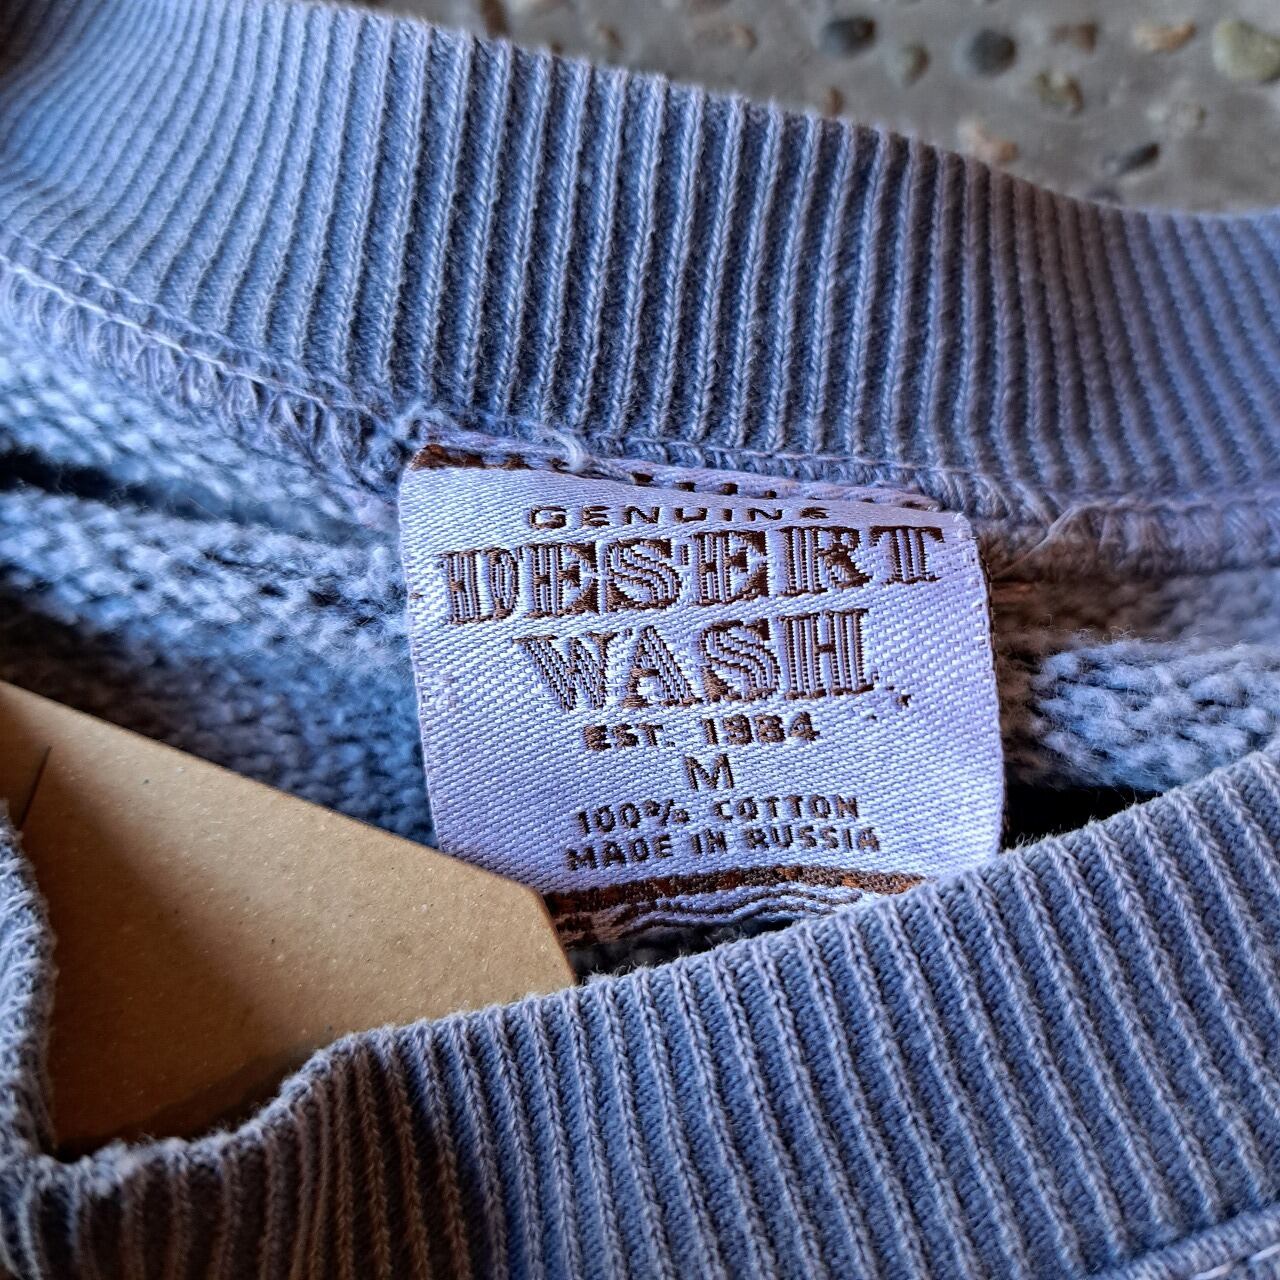 GENUINE
DESERT
WASH
EST. 1984
M
100% COTTON
MADE IN RUSSIA